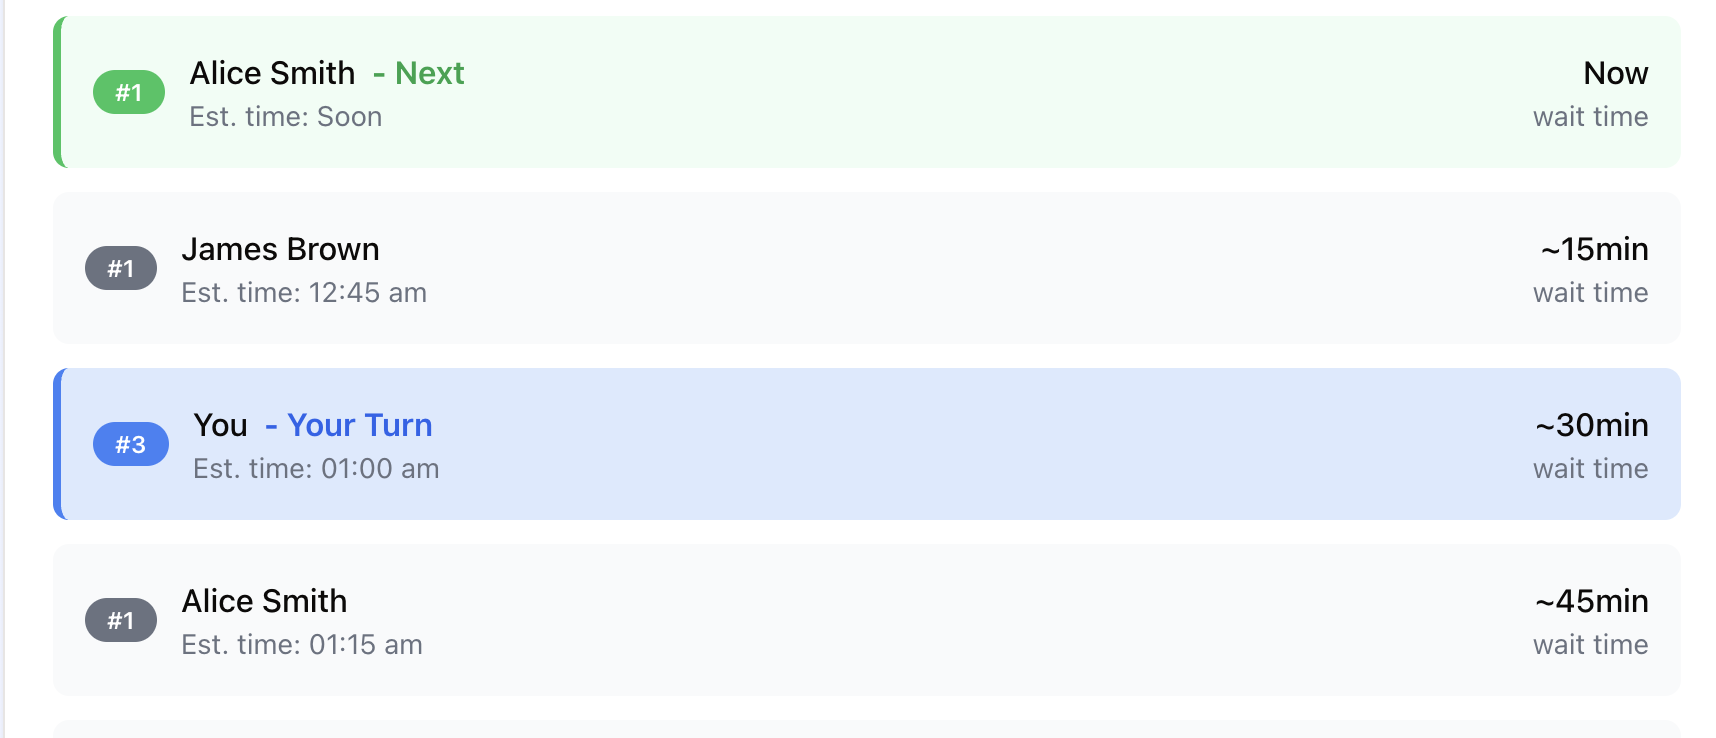 #1
Alice Smith - Next
Est. time: Soon
Now
wait time
#1
James Brown
Est. time: 12:45 am
~15min
wait time
#3
You - Your Turn
Est. time: 01:00 am
~30min
wait time
#1
Alice Smith
Est. time: 01:15 am
~45min
wait time